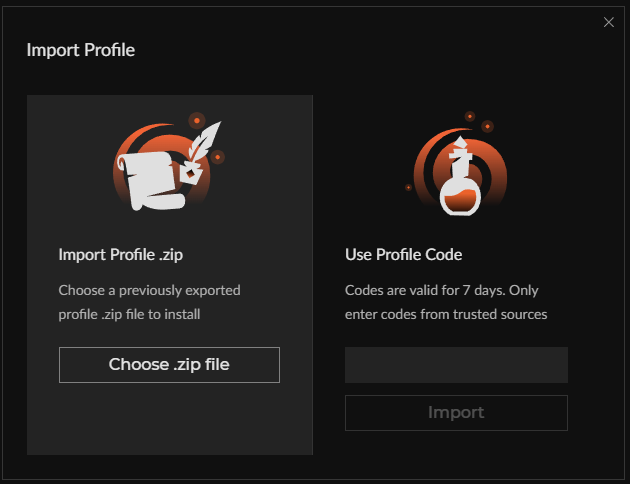 Import Profile
Import Profile .zip
Choose a previously exported
profile .zip file to install
Choose .zip file
Use Profile Code
Codes are valid for 7 days. Only
enter codes from trusted sources
Import